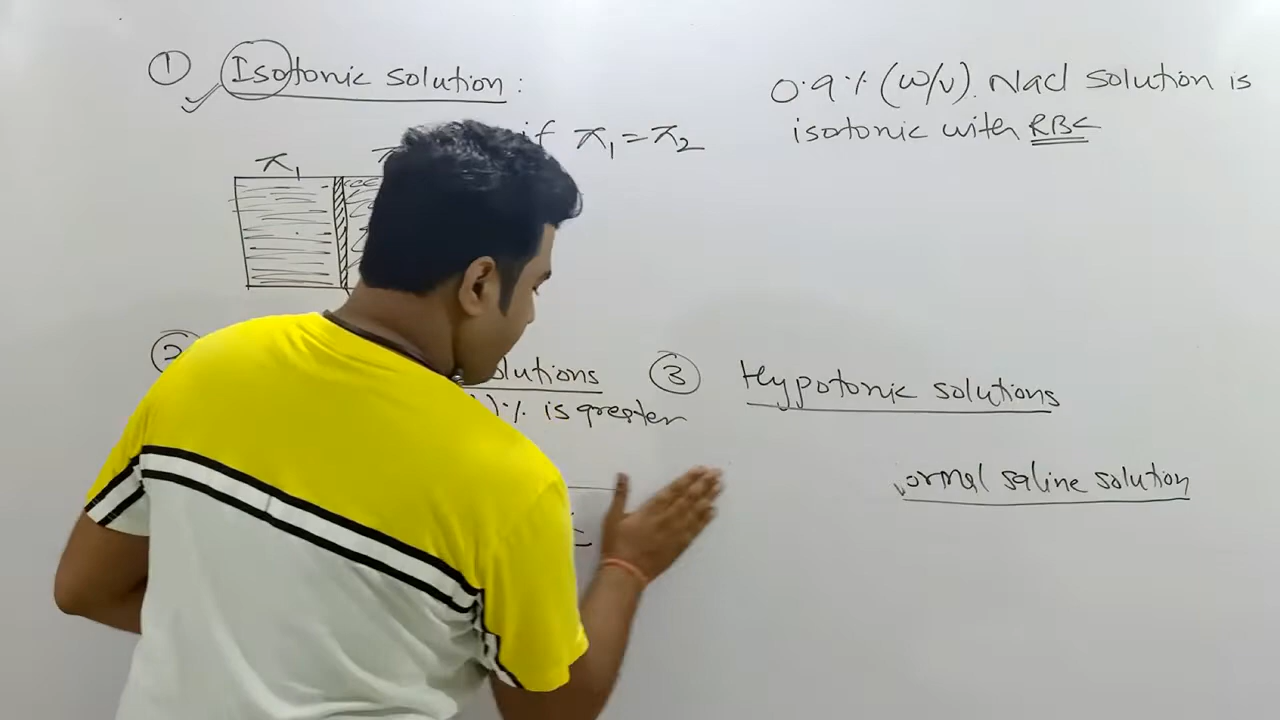 ① Isotonic solution:
if π₁=π₂
π₁
0.9% (w/v). Nacl solution is
isotonic with RBC
②
olutions
)% is greater
③ Hypotonic solutions
ormal saline solution